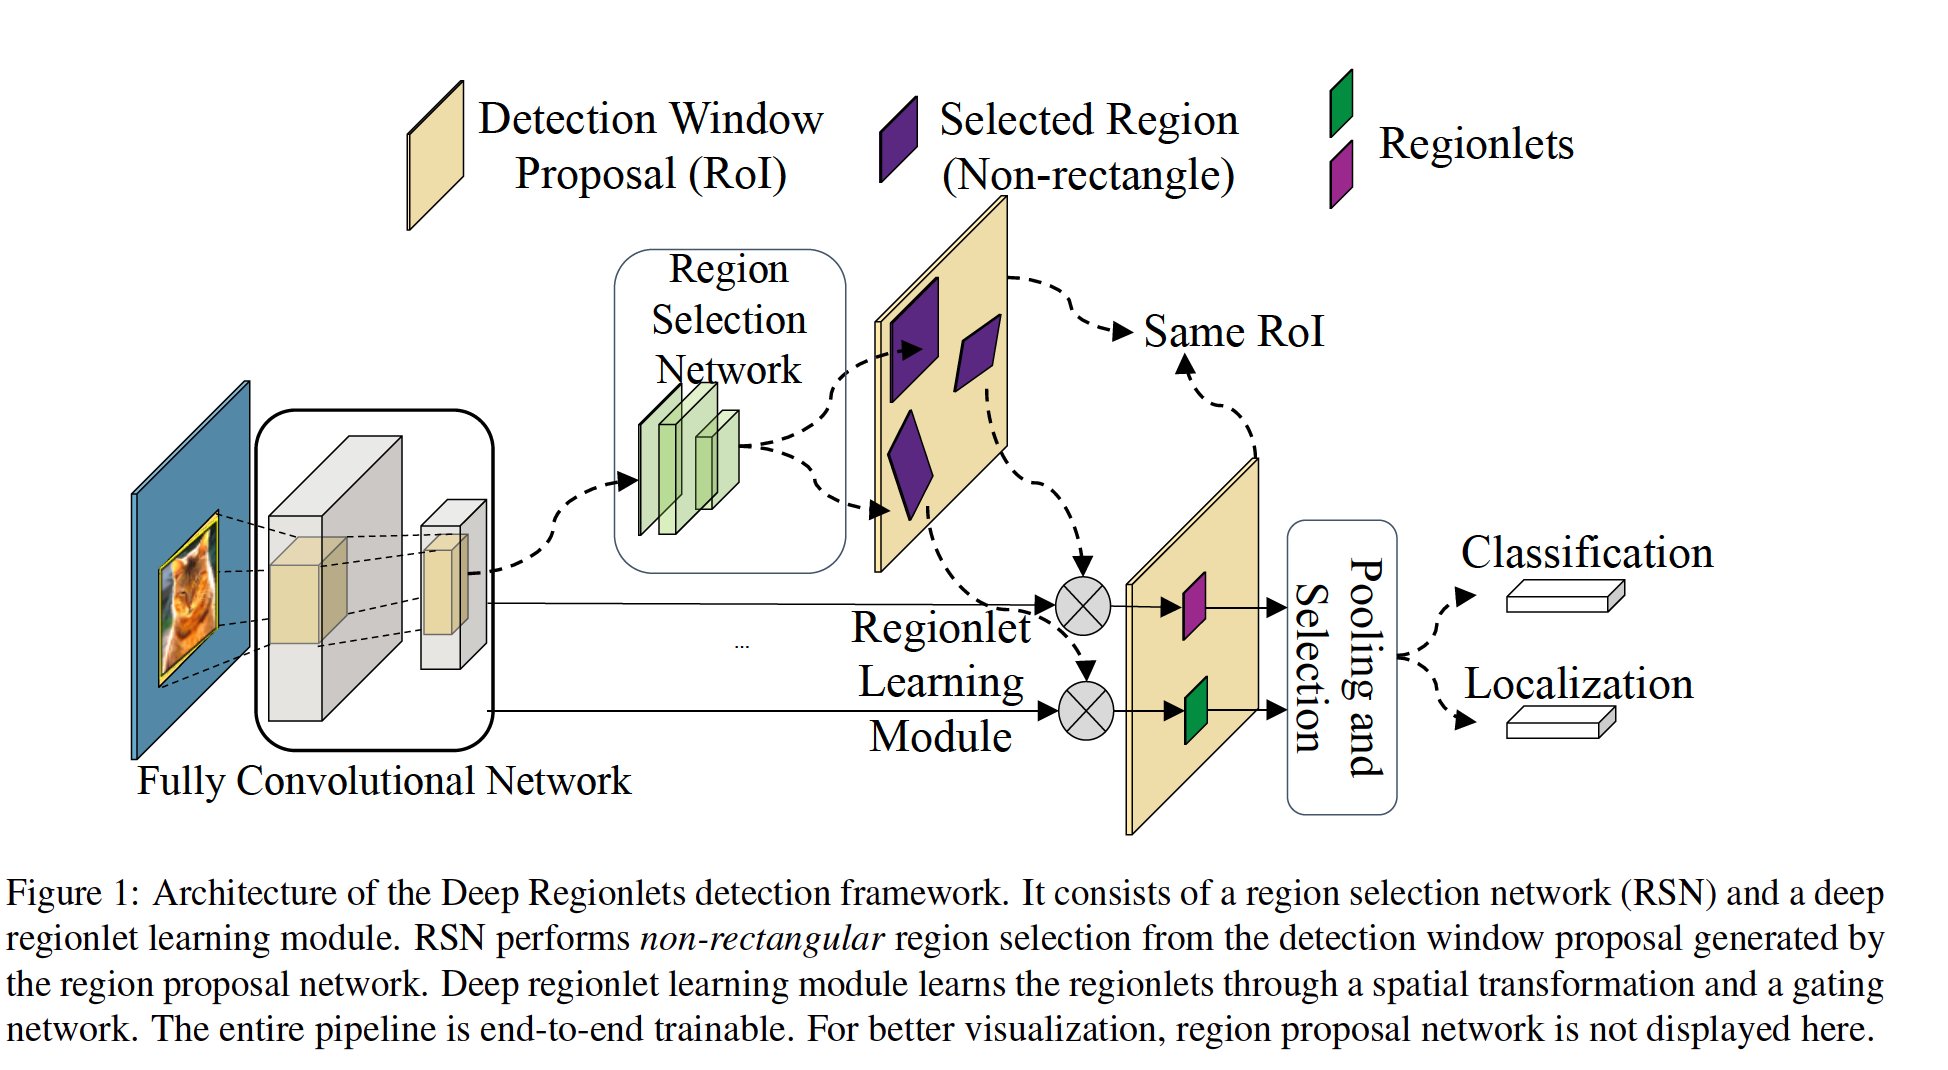 Detection Window
Proposal (RoI)
Selected Region
(Non-rectangle)
Regionlets
Region
Selection
Network
Same RoI
Fully Convolutional Network
...
Regionlet
Learning
Module
Pooling and
Selection
Classification
Localization
Figure 1: Architecture of the Deep Regionlets detection framework. It consists of a region selection network (RSN) and a deep
regionlet learning module. RSN performs non-rectangular region selection from the detection window proposal generated by
the region proposal network. Deep regionlet learning module learns the regionlets through a spatial transformation and a gating
network. The entire pipeline is end-to-end trainable. For better visualization, region proposal network is not displayed here.